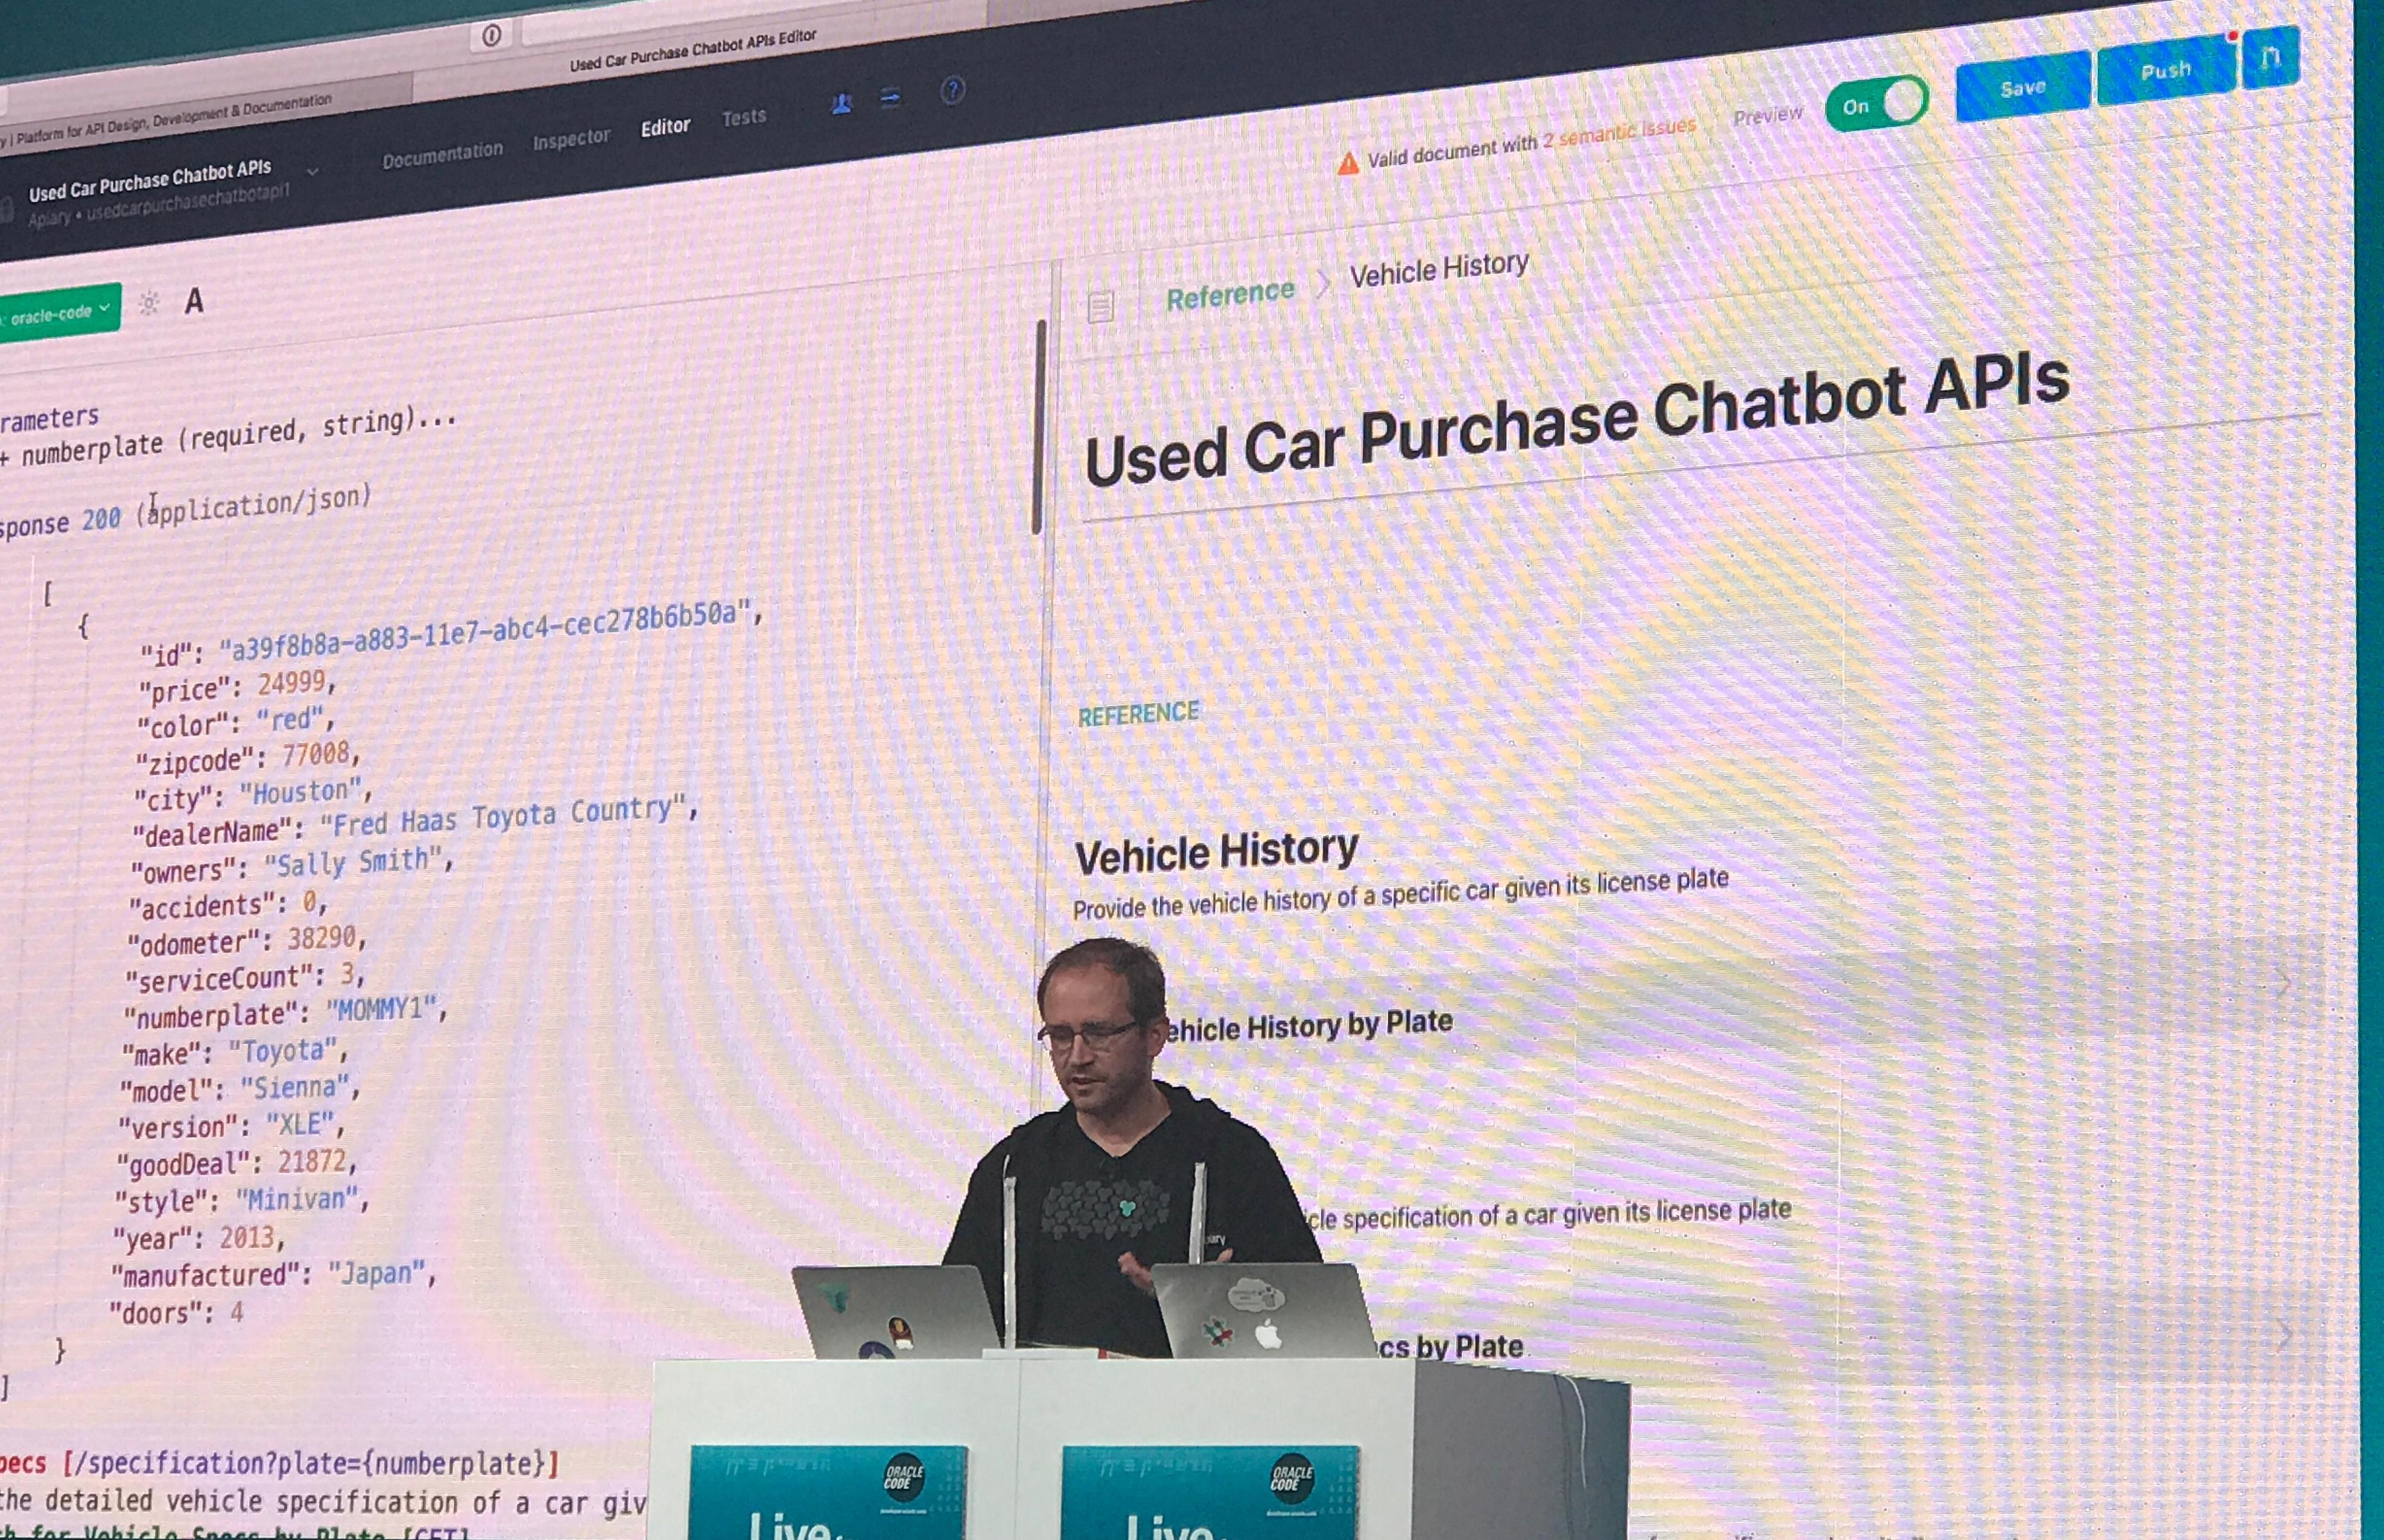 Used Car Purchase Chatbot APIs Editor
| Platform for API Design, Development & Documentation
Used Car Purchase Chatbot APIs
Apiary • usedcarpurchasechatbotapi1
Documentation
Inspector
Editor
Tests
?
Valid document with 2 semantic issues
Preview
On
Save
Push
oracle-code
A
rameters
+ numberplate (required, string)...
sponse 200 (application/json)
[
{
"id": "a39f8b8a-a883-11e7-abc4-cec278b6b50a",
"price": 24999,
"color": "red",
"zipcode": 77008,
"city": "Houston",
"dealerName": "Fred Haas Toyota Country",
"owners": "Sally Smith",
"accidents": 0,
"odometer": 38290,
"serviceCount": 3,
"numberplate": "MOMMY1",
"make": "Toyota",
"model": "Sienna",
"version": "XLE",
"goodDeal": 21872,
"style": "Minivan",
"year": 2013,
"manufactured": "Japan",
"doors": 4
}
]
pecs [/specification?plate={numberplate}]
the detailed vehicle specification of a car giv
h for Vehicle Specs by Plate [GET]
Reference > Vehicle History
Used Car Purchase Chatbot APIs
REFERENCE
Vehicle History
Provide the vehicle history of a specific car given its license plate
ehicle History by Plate
icle specification of a car given its license plate
cs by Plate
ORACLE
CODE
Live
ORACLE
CODE
Live